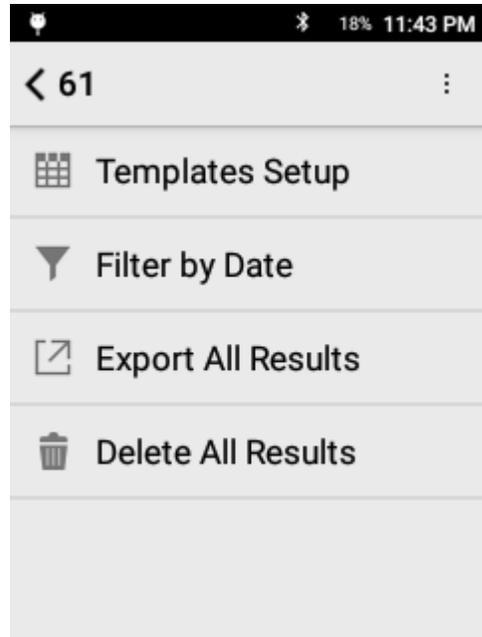 18% 11:43 PM
61
Templates Setup
Filter by Date
Export All Results
Delete All Results